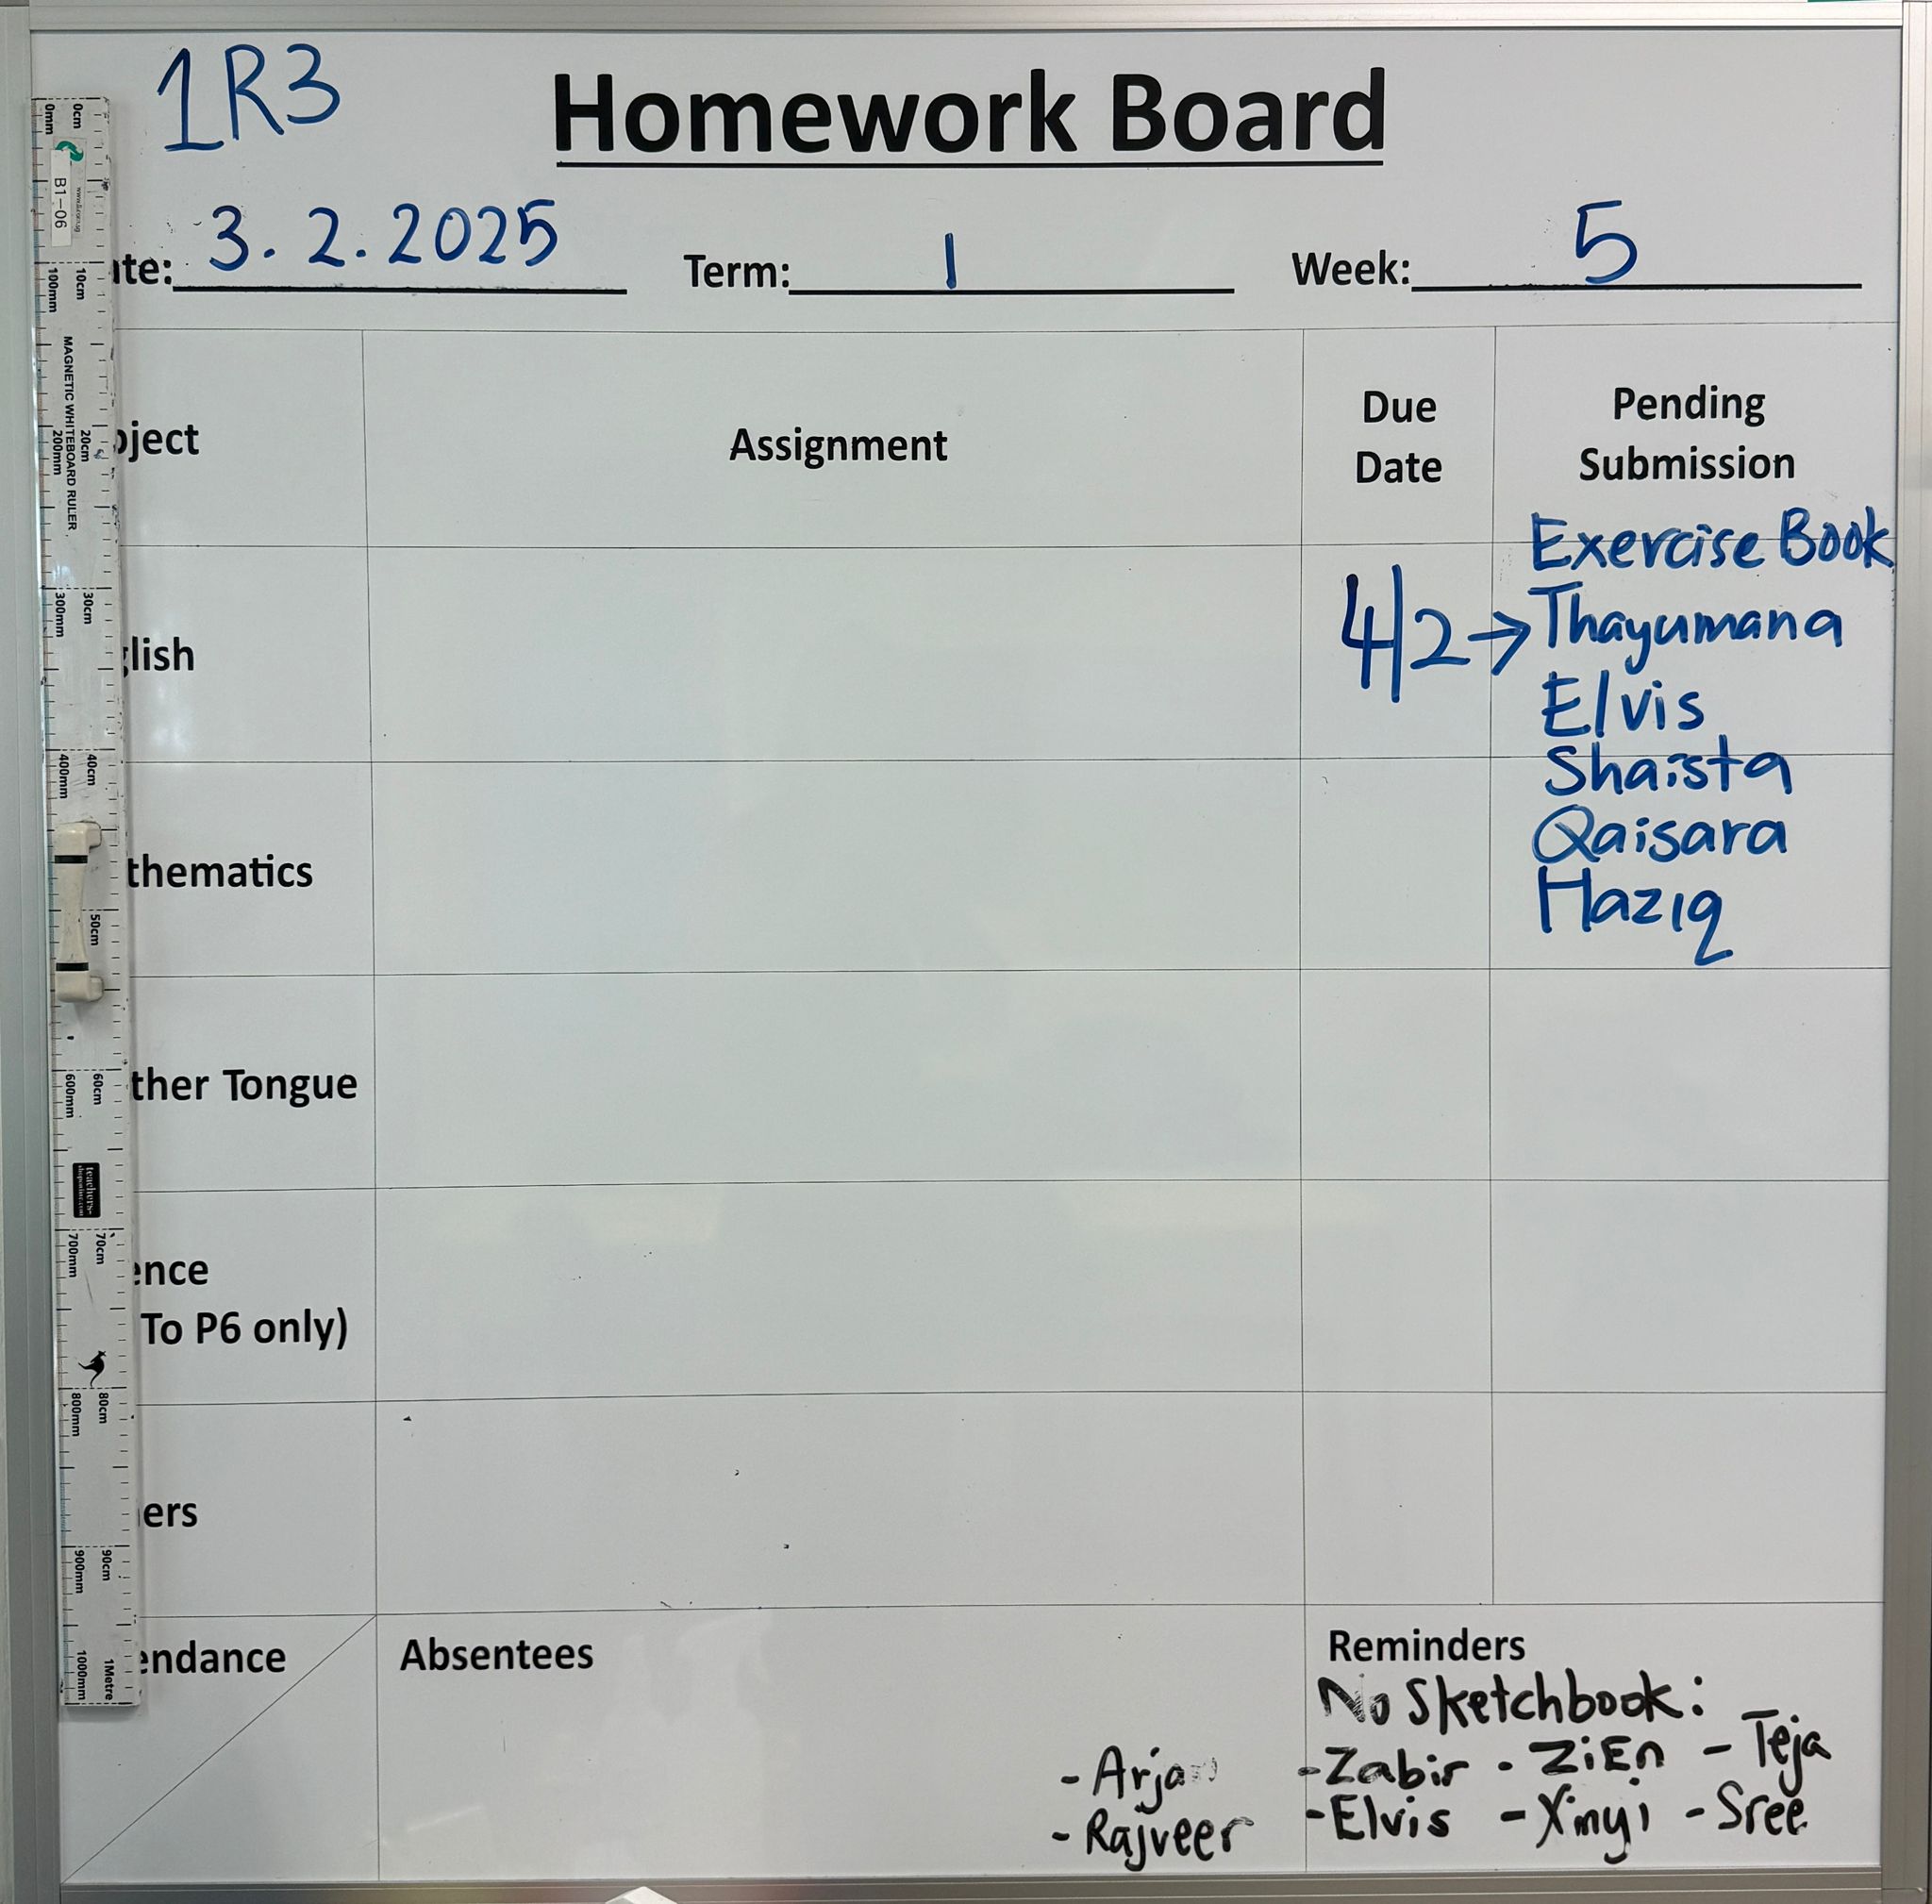 1R3
Homework Board
ate: 3.2.2025 Term: 1 Week: 5
bject Assignment Due Date Pending Submission
Exercise Book
glish 4/2 → Thayumana
Elvis
Shaista
thematics Qaisara
Haziq
ther Tongue
ence
To P6 only)
ers
endance Absentees Reminders
No Sketchbook:
- Zabir - ZiEn - Teja
- Elvis - Xinyi - Sree
- Rajveer
0mm 0cm
B1-06
100mm 10cm
MAGNETIC WHITEBOARD RULER
200mm 20cm
300mm 30cm
400mm 40cm
50cm
600mm 60cm
teachers-
700mm 70cm
800mm 80cm
900mm 90cm
1000mm 1Metre